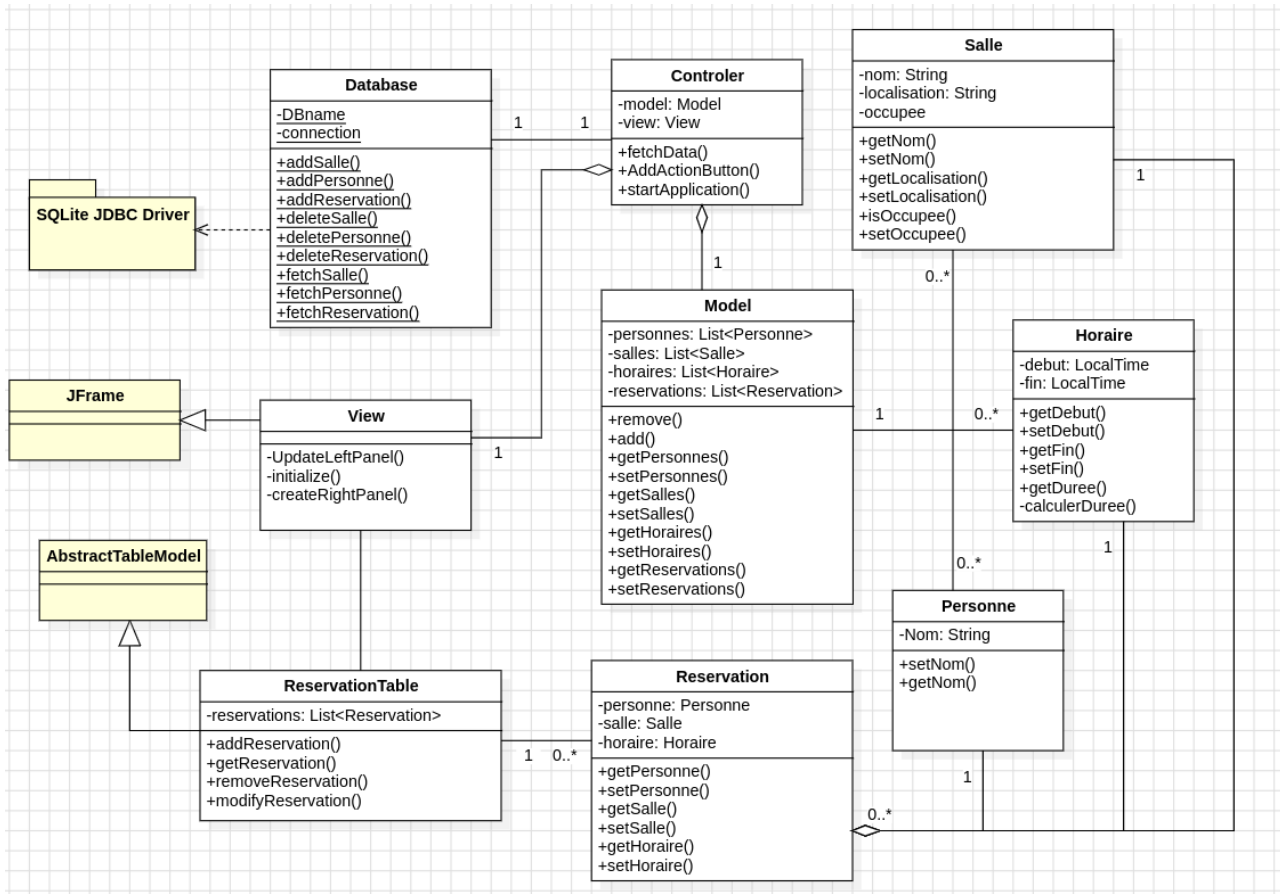 Database
-DBname
-connection
+addSalle()
+addPersonne()
+addReservation()
+deleteSalle()
+deletePersonne()
+deleteReservation()
+fetchSalle()
+fetchPersonne()
+fetchReservation()
1
1
Controler
-model: Model
-view: View
+fetchData()
+AddActionButton()
+startApplication()
Salle
-nom: String
-localisation: String
-occupee
+getNom()
+setNom()
+getLocalisation()
+setLocalisation()
+isOccupee()
+setOccupee()
1
SQLite JDBC Driver
1
0..*
Model
-personnes: List<Personne>
-salles: List<Salle>
-horaires: List<Horaire>
-reservations: List<Reservation>
+remove()
+add()
+getPersonnes()
+setPersonnes()
+getSalles()
+setSalles()
+getHoraires()
+setHoraires()
+getReservations()
+setReservations()
1
0..*
Horaire
-debut: LocalTime
-fin: LocalTime
+getDebut()
+setDebut()
+getFin()
+setFin()
+getDuree()
-calculerDuree()
1
JFrame
View
-UpdateLeftPanel()
-initialize()
-createRightPanel()
1
AbstractTableModel
0..*
Personne
-Nom: String
+setNom()
+getNom()
1
ReservationTable
-reservations: List<Reservation>
+addReservation()
+getReservation()
+removeReservation()
+modifyReservation()
1
0..*
Reservation
-personne: Personne
-salle: Salle
-horaire: Horaire
+getPersonne()
+setPersonne()
+getSalle()
+setSalle()
+getHoraire()
+setHoraire()
0..*